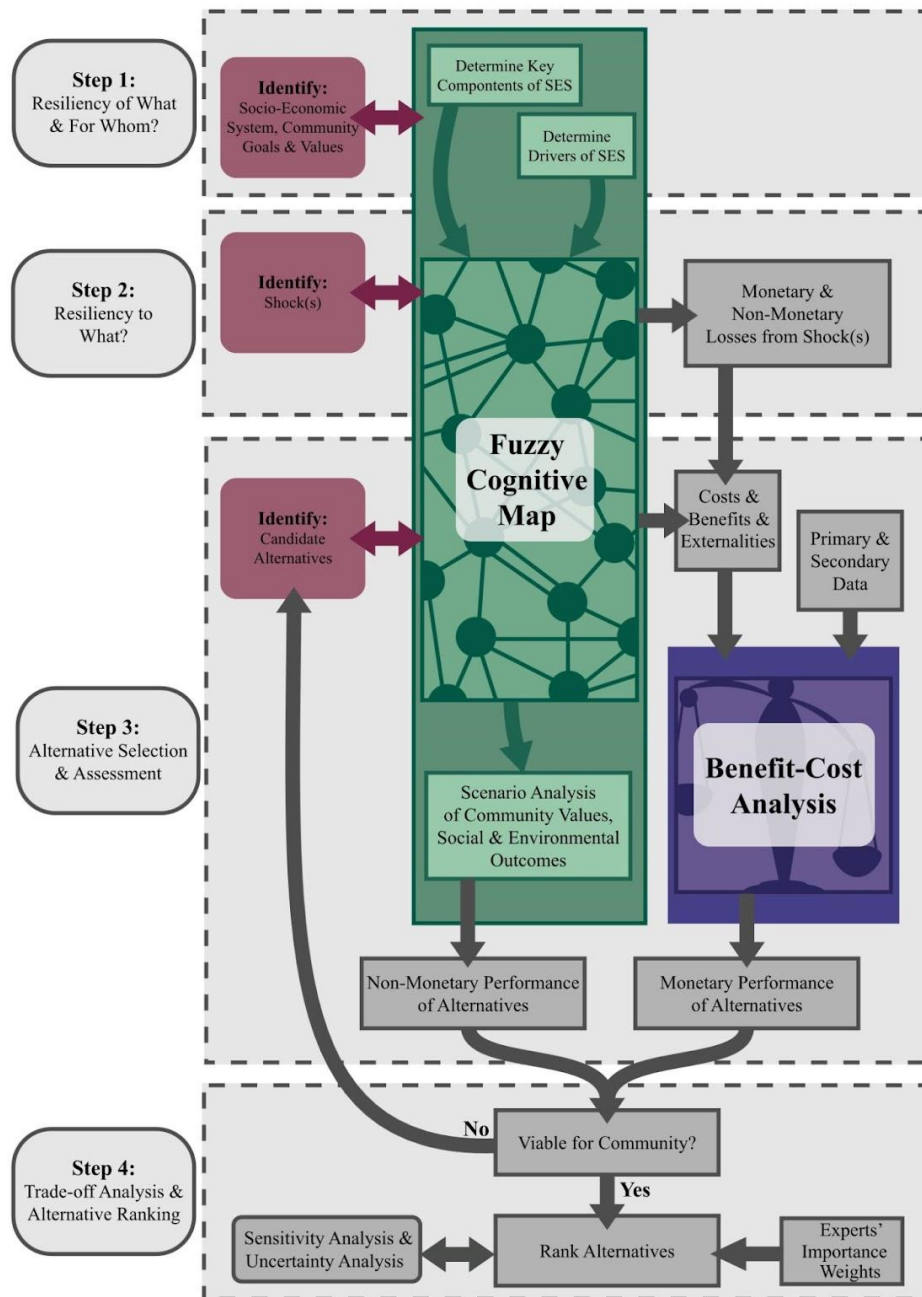 Step 1:
Resiliency of What
& For Whom?
Identify:
Socio-Economic
System, Community
Goals & Values
Determine Key
Compontents of SES
Determine
Drivers of SES
Step 2:
Resiliency to
What?
Identify:
Shock(s)
Monetary &
Non-Monetary
Losses from Shock(s)
Fuzzy
Cognitive
Map
Step 3:
Alternative Selection
& Assessment
Identify:
Candidate
Alternatives
Costs &
Benefits &
Externalities
Primary &
Secondary
Data
Benefit-Cost
Analysis
Scenario Analysis
of Community Values,
Social & Environmental
Outcomes
Non-Monetary Performance
of Alternatives
Monetary Performance
of Alternatives
Step 4:
Trade-off Analysis &
Alternative Ranking
No
Viable for Community?
Yes
Sensitivity Analysis &
Uncertainty Analysis
Rank Alternatives
Experts'
Importance
Weights